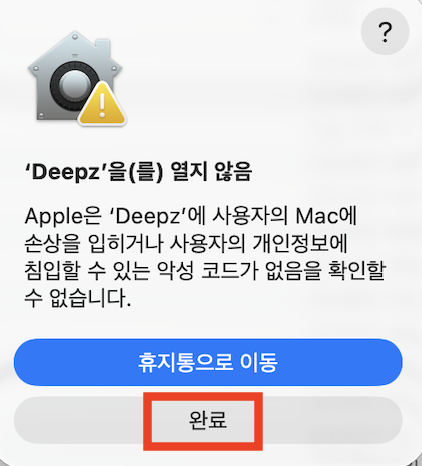 ?
‘Deepz’을(를) 열지 않음
Apple은 ‘Deepz’에 사용자의 Mac에
손상을 입히거나 사용자의 개인정보에
침입할 수 있는 악성 코드가 없음을 확인할
수 없습니다.
휴지통으로 이동
완료